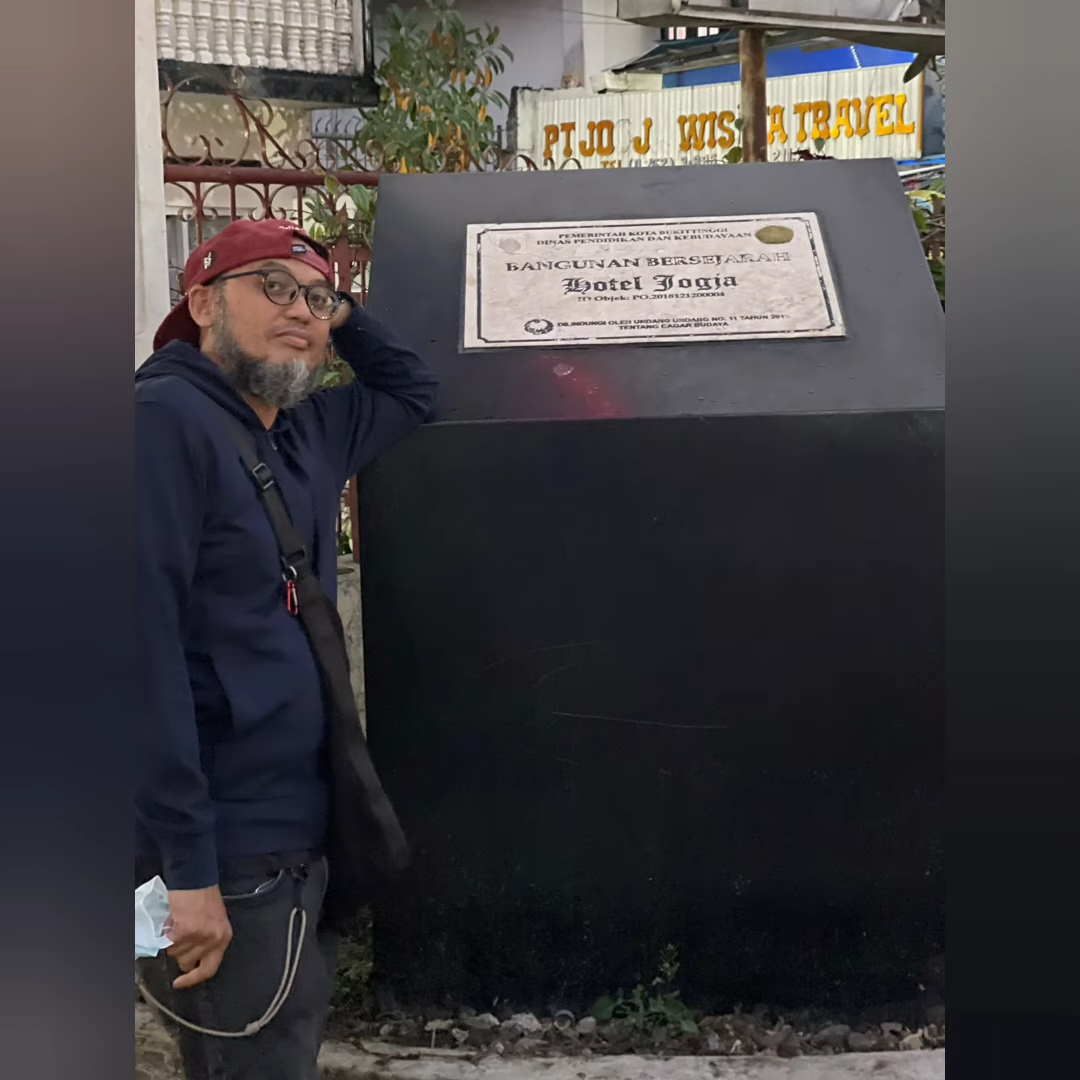 PT JO J WIS A TRAVEL
PEMERINTAH KOTA BUKITTINGGI
DINAS PENDIDIKAN DAN KEBUDAYAAN
BANGUNAN BERSEJARAH
Hotel Jogja
ID Objek: PO.2018121200004
DILINDUNGI OLEH UNDANG UNDANG NO. 11 TAHUN 201
TENTANG CAGAR BUDAYA